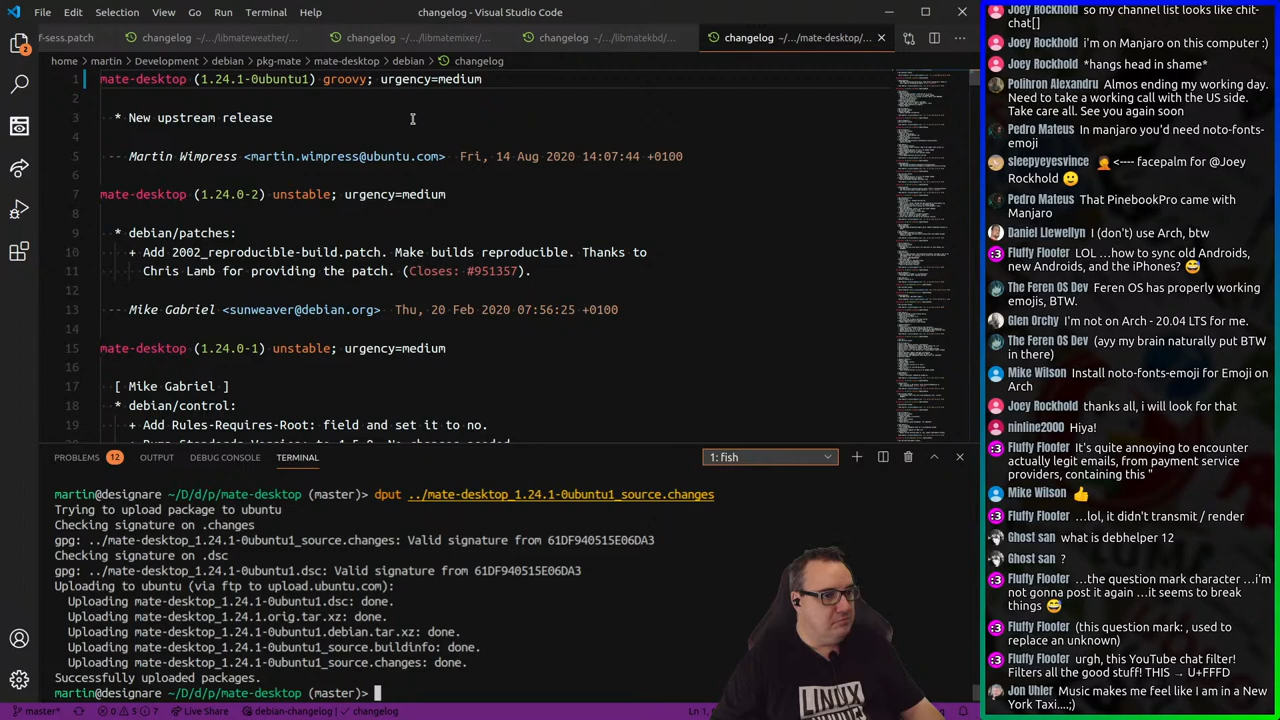 File Edit Selection View Go Run Terminal Help changelog - Visual Studio Code
f-sess.patch changelog ~/.../libmateweather/... changelog ~/.../libmatemixer/... changelog ~/.../libmatekbd/... changelog ~/.../mate-desktop/...
home > martin > Development > debian > pkg-mate > mate-desktop > debian > changelog
1 mate-desktop (1.24.1-0ubuntu1) groovy; urgency=medium
2
3 * New upstream release
4
5 -- Martin Wimpress <martin.wimpress@ubuntu.com> Fri, 14 Aug 2020 14:07:44 +0100
6
7 mate-desktop (1.24.0-2) unstable; urgency=medium
8
9 * debian/patches:
10 + Add 2002_reproducible-build.patch. Make builds reproducible. Thanks to
11 Chris Lamb for providing the patch. (Closes: #951357).
12
13 -- Mike Gabriel <sunweaver@debian.org> Thu, 20 Feb 2020 07:56:25 +0100
14
15 mate-desktop (1.24.0-1) unstable; urgency=medium
16
17 [ Mike Gabriel ]
18 * debian/control:
19 + Add Rules-Requires-Root: field and set it to no.
PROBLEMS 12 OUTPUT DEBUG CONSOLE TERMINAL 1: fish
martin@designare ~/D/d/p/mate-desktop (master)> dput ../mate-desktop_1.24.1-0ubuntu1_source.changes
Trying to upload package to ubuntu
Checking signature on .changes
gpg: ../mate-desktop_1.24.1-0ubuntu1_source.changes: Valid signature from 61DF940515E06DA3
Checking signature on .dsc
gpg: ../mate-desktop_1.24.1-0ubuntu1.dsc: Valid signature from 61DF940515E06DA3
Uploading to ubuntu (via ftp to upload.ubuntu.com):
Uploading mate-desktop_1.24.1-0ubuntu1.dsc: done.
Uploading mate-desktop_1.24.1.orig.tar.xz: done.
Uploading mate-desktop_1.24.1-0ubuntu1.debian.tar.xz: done.
Uploading mate-desktop_1.24.1-0ubuntu1_source.buildinfo: done.
Uploading mate-desktop_1.24.1-0ubuntu1_source.changes: done.
Successfully uploaded packages.
martin@designare ~/D/d/p/mate-desktop (master)>
master* 0 5 7 Live Share debian-changelog changelog
LINUX
Joey Rockhold so my channel list looks like chit-
chat[]
Joey Rockhold i'm on Manjaro on this computer :)
Joey Rockhold *hangs head in shame*
Polihron Alexandru Almos ending my working day.
Need to take a working call with the US side.
Take care all. See you again soon
Pedro Mateus In manjaro you'd need noto-fonts-
emoji
sleepyeyesvince 🤦 <---- facepalm for @Joey
Rockhold 🙂
Pedro Mateus That PinebookPro came with
Manjaro
Daniel Llewellyn I (don't) use Arch, btw
Fluffy Floofer LOL ...how to sync old Androids,
new Androids, and the iPhones? 😅
The Feren OS Dev Feren OS has properly working
emojis, BTW.
Glen Orchy I'm not on Arch - 20.06 LTS for me.
The Feren OS Dev (ayy my brain naturally put BTW
in there)
Mike Wilson Install noto-fonts-emoji for Emoji on
Arch
Joey Rockhold thanks all, i will look for that
ninline2000 Hiya!
Fluffy Floofer It's quite annoying to encounter
actually legit emails, from payment service
providers, containing this "
Mike Wilson 👍
Fluffy Floofer ...lol, it didn't transmit / render
Ghost san what is debhelper 12
Ghost san ?
Fluffy Floofer ...the question mark character ...i'm
not gonna post it again ...it seems to break
things 😅
Fluffy Floofer (this question mark: , used to
replace an unknown)
Fluffy Floofer urgh, this YouTube chat filter!
Filters all the good stuff! THIS → U+FFFD
Jon Uhler Music makes me feel like I am in a New
York Taxi....;)